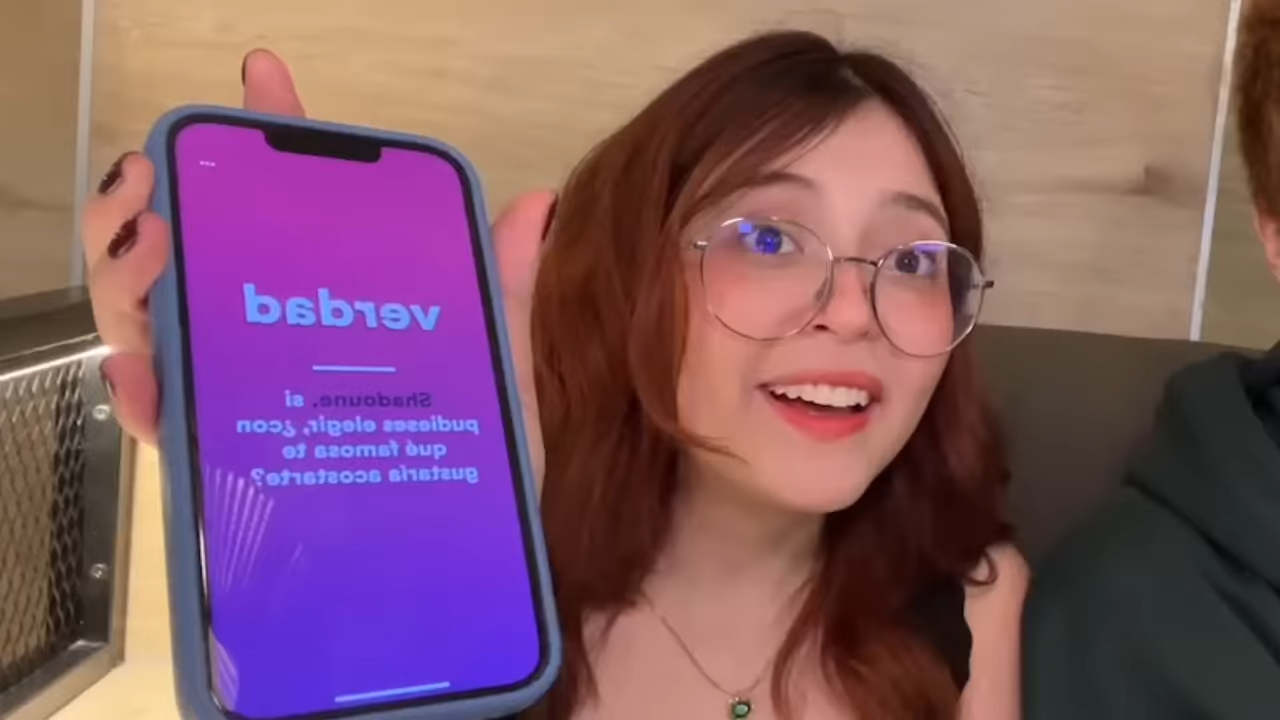 verdad
Shadoune, si
pudieses elegir, ¿con
qué famosa te
gustaría acostarte?